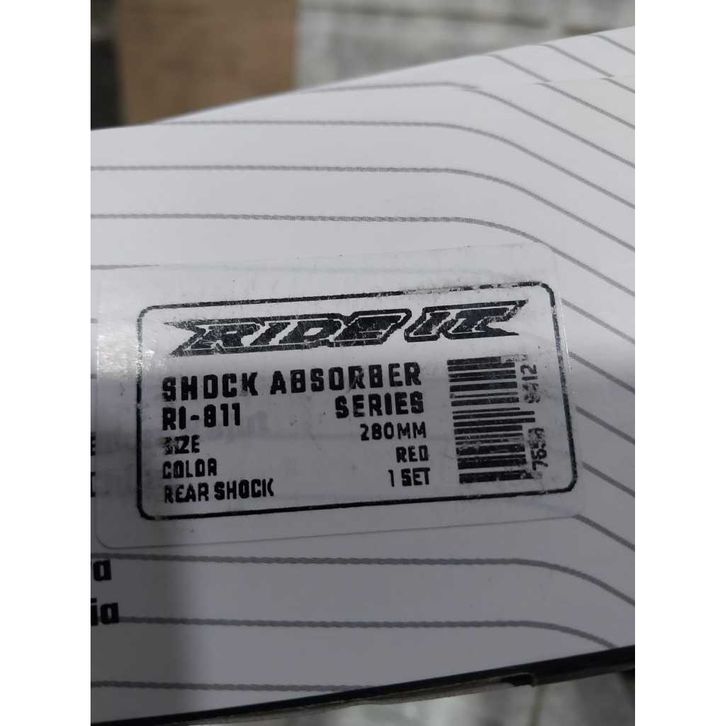 RIDE IT
SHOCK ABSORBER
RI-811 SERIES
SIZE 280MM
COLOR RED
REAR SHOCK 1 SET